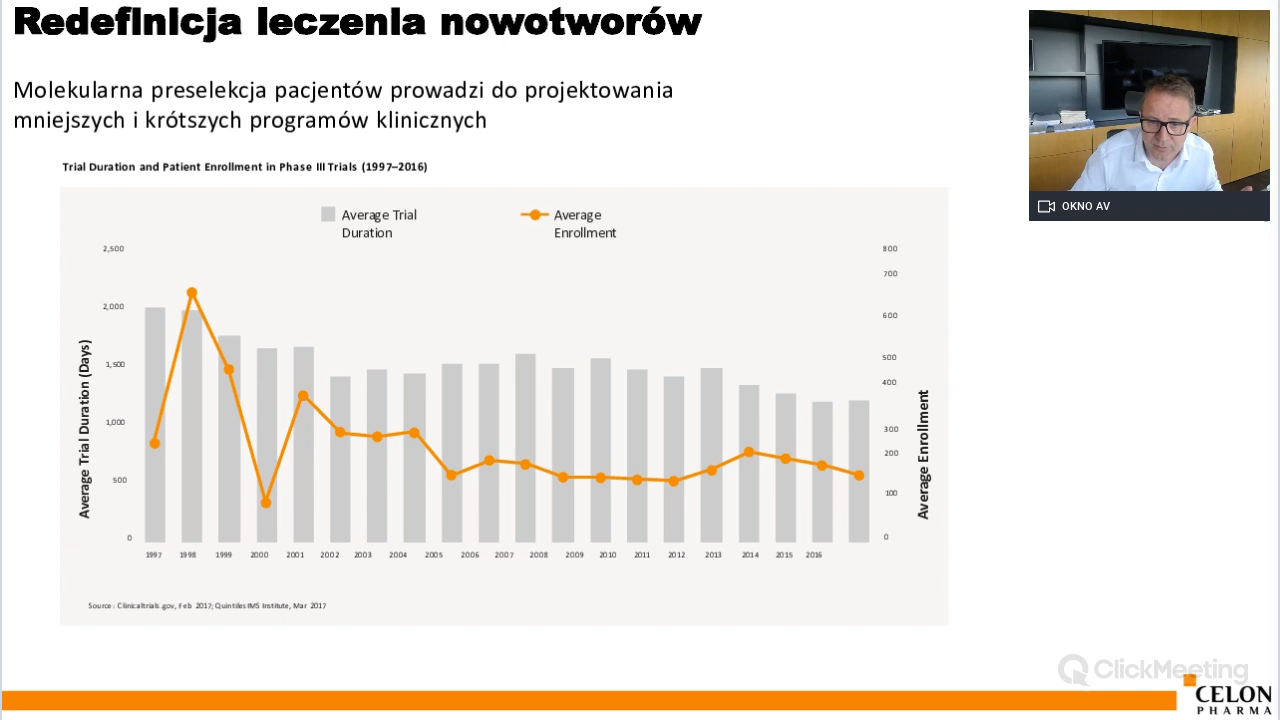 Redefinicja leczenia nowotworów
Molekularna preselekcja pacjentów prowadzi do projektowania
mniejszych i krótszych programów klinicznych
Trial Duration and Patient Enrollment in Phase III Trials (1997–2016)
Average Trial
Duration
Average
Enrollment
2,500
2,000
1,500
1,000
500
0
Average Trial Duration (Days)
800
700
600
500
400
300
200
100
0
Average Enrollment
1997 1998 1999 2000 2001 2002 2003 2004 2005 2006 2007 2008 2009 2010 2011 2012 2013 2014 2015 2016
Source: Clinicaltrials.gov, Feb 2017; QuintilesIMS Institute, Mar 2017
OKNO AV
ClickMeeting
CELON
PHARMA